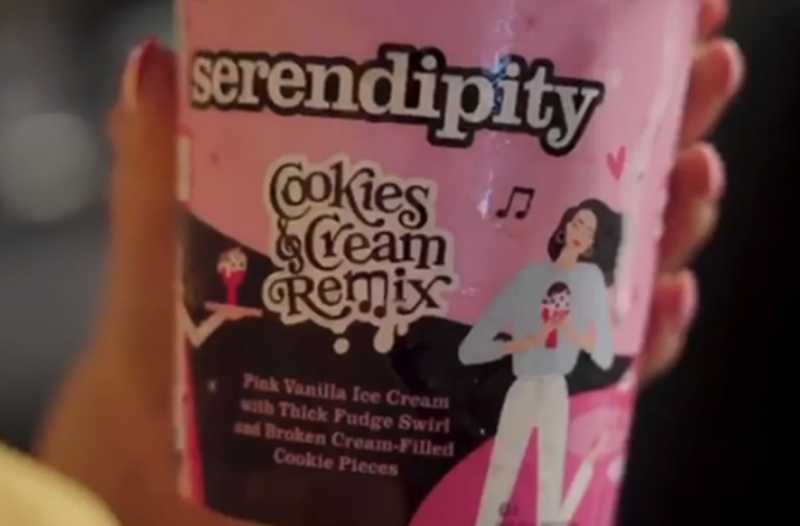 serendipity
Cookies
& Cream
Remix
Pink Vanilla Ice Cream
with Thick Fudge Swirl
and Broken Cream-Filled
Cookie Pieces